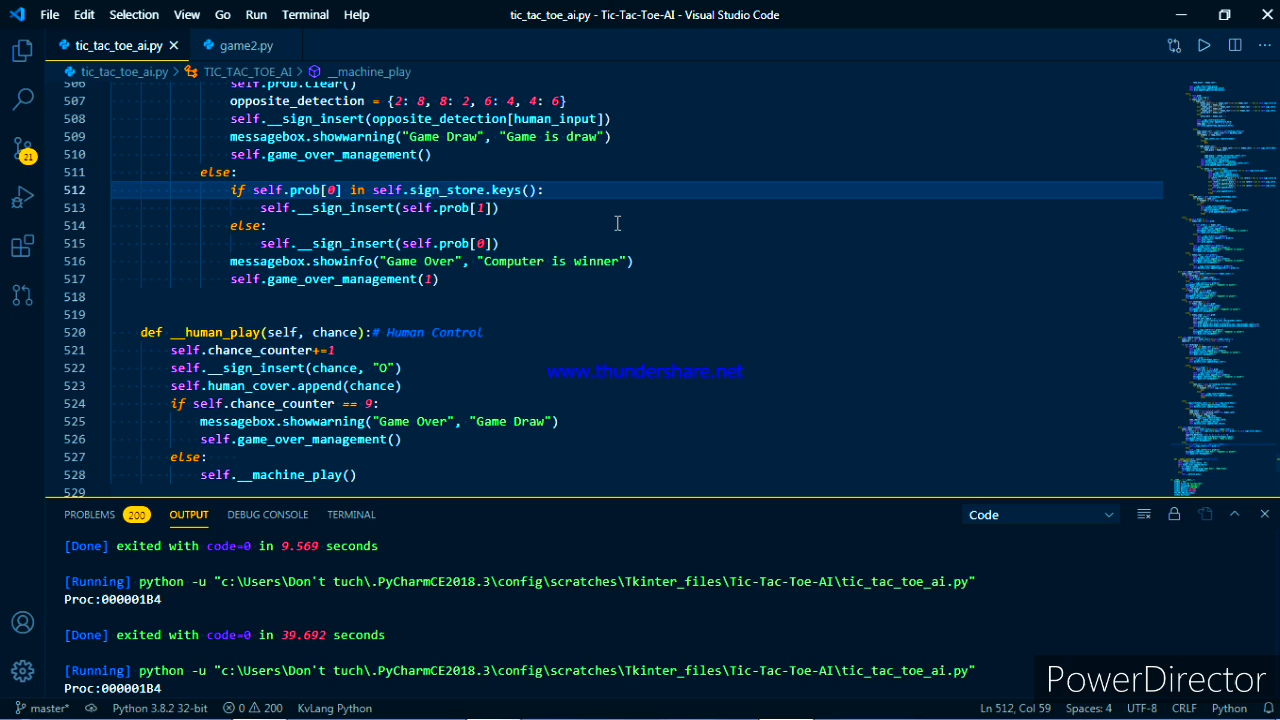 File Edit Selection View Go Run Terminal Help
tic_tac_toe_ai.py - Tic-Tac-Toe-AI - Visual Studio Code
tic_tac_toe_ai.py
game2.py
tic_tac_toe_ai.py > TIC_TAC_TOE_AI > __machine_play
506 self.prob.clear()
507 opposite_detection = {2: 8, 8: 2, 6: 4, 4: 6}
508 self.__sign_insert(opposite_detection[human_input])
509 messagebox.showwarning("Game Draw", "Game is draw")
510 self.game_over_management()
511 else:
512 if self.prob[0] in self.sign_store.keys():
513 self.__sign_insert(self.prob[1])
514 else:
515 self.__sign_insert(self.prob[0])
516 messagebox.showinfo("Game Over", "Computer is winner")
517 self.game_over_management(1)
518
519
520 def __human_play(self, chance):# Human Control
521 self.chance_counter+=1
522 self.__sign_insert(chance, "O")
523 self.human_cover.append(chance)
524 if self.chance_counter == 9:
525 messagebox.showwarning("Game Over", "Game Draw")
526 self.game_over_management()
527 else:
528 self.__machine_play()
529
www.thundershare.net
PROBLEMS 200 OUTPUT DEBUG CONSOLE TERMINAL
Code
[Done] exited with code=0 in 9.569 seconds
[Running] python -u "c:\Users\Don't tuch\.PyCharmCE2018.3\config\scratches\Tkinter_files\Tic-Tac-Toe-AI\tic_tac_toe_ai.py"
Proc:000001B4
[Done] exited with code=0 in 39.692 seconds
[Running] python -u "c:\Users\Don't tuch\.PyCharmCE2018.3\config\scratches\Tkinter_files\Tic-Tac-Toe-AI\tic_tac_toe_ai.py"
Proc:000001B4
21
PowerDirector
master* Python 3.8.2 32-bit 0 200 KvLang Python
Ln 512, Col 59 Spaces: 4 UTF-8 CRLF Python